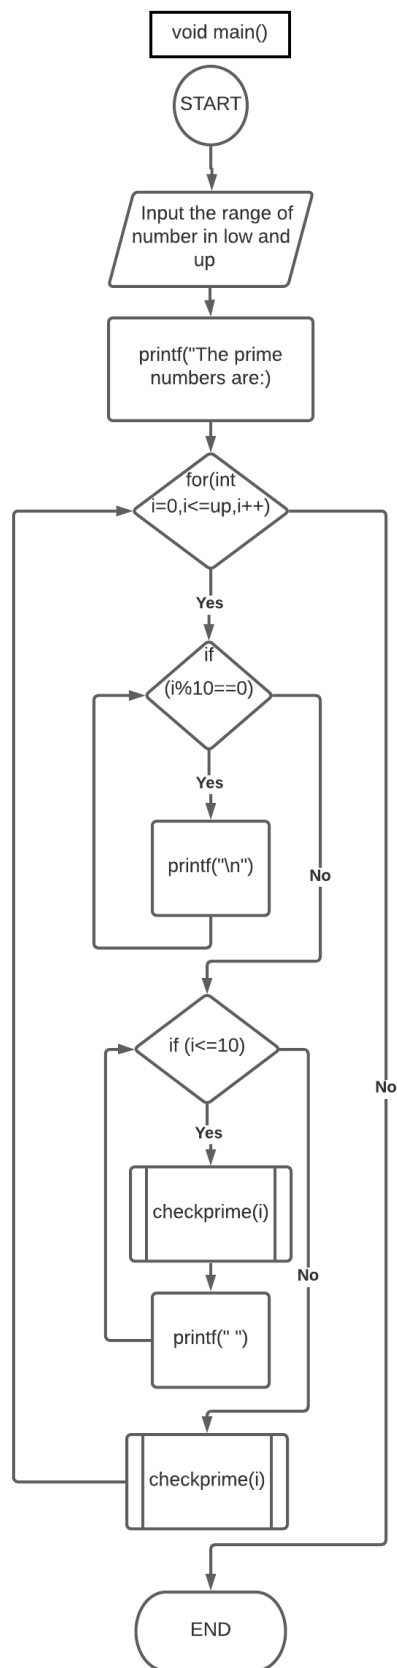 void main()
START
Input the range of
number in low and
up
printf("The prime
numbers are:)
for(int
i=0,i<=up,i++)
Yes
if
(i%10==0)
Yes
printf("\n")
No
if (i<=10)
No
Yes
checkprime(i)
No
printf(" ")
checkprime(i)
END